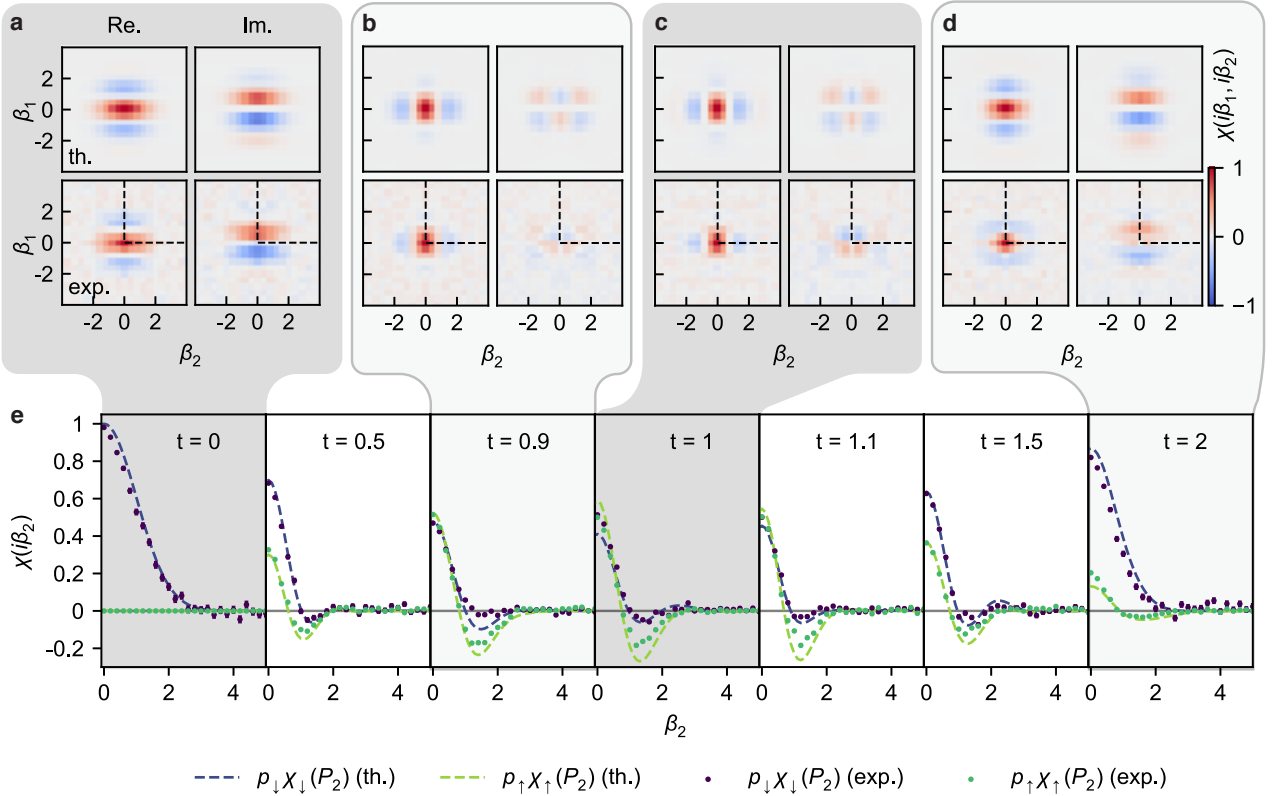 a
Re.
Im.
b
c
d
2
0
-2
β1
th.
χ(iβ1, iβ2)
2
0
-2
β1
exp.
1
0
−1
-2 0 2
-2 0 2
-2 0 2
-2 0 2
-2 0 2
-2 0 2
-2 0 2
-2 0 2
β2
β2
β2
β2
e
t = 0
t = 0.5
t = 0.9
t = 1
t = 1.1
t = 1.5
t = 2
1
0.8
0.6
0.4
0.2
0
-0.2
χ(iβ2)
0 2 4
0 2 4
0 2 4
0 2 4
0 2 4
0 2 4
0 2 4
β2
p↓χ↓(P2) (th.)
p↑χ↑(P2) (th.)
p↓χ↓(P2) (exp.)
p↑χ↑(P2) (exp.)